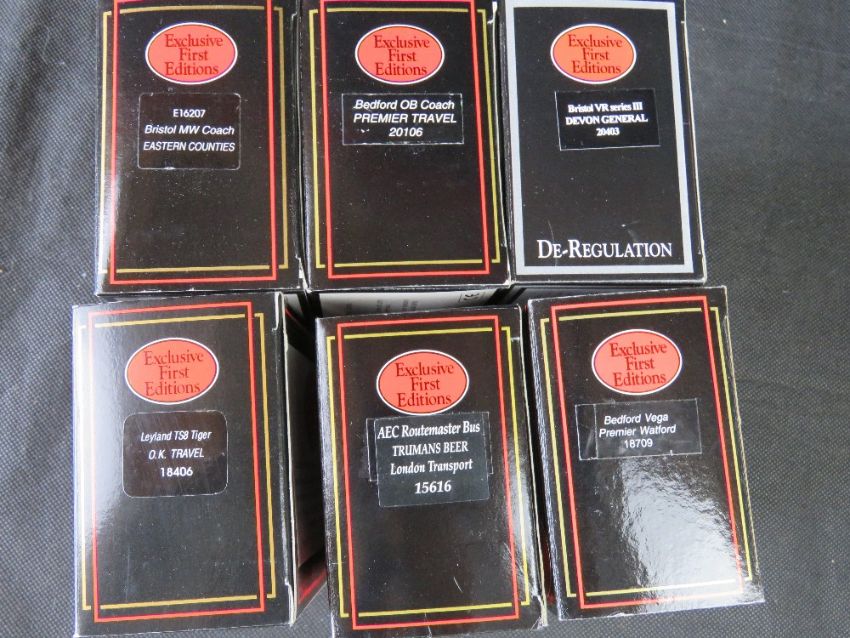 Exclusive
First
Editions
E16207
Bristol MW Coach
EASTERN COUNTIES
Exclusive
First
Editions
Bedford OB Coach
PREMIER TRAVEL
20106
Exclusive
First
Editions
Bristol VR series III
DEVON GENERAL
20403
DE-REGULATION
Exclusive
First
Editions
Leyland TS8 Tiger
O.K. TRAVEL
18406
Exclusive
First
Editions
AEC Routemaster Bus
TRUMANS BEER
London Transport
15616
Exclusive
First
Editions
Bedford Vega
Premier Watford
18709